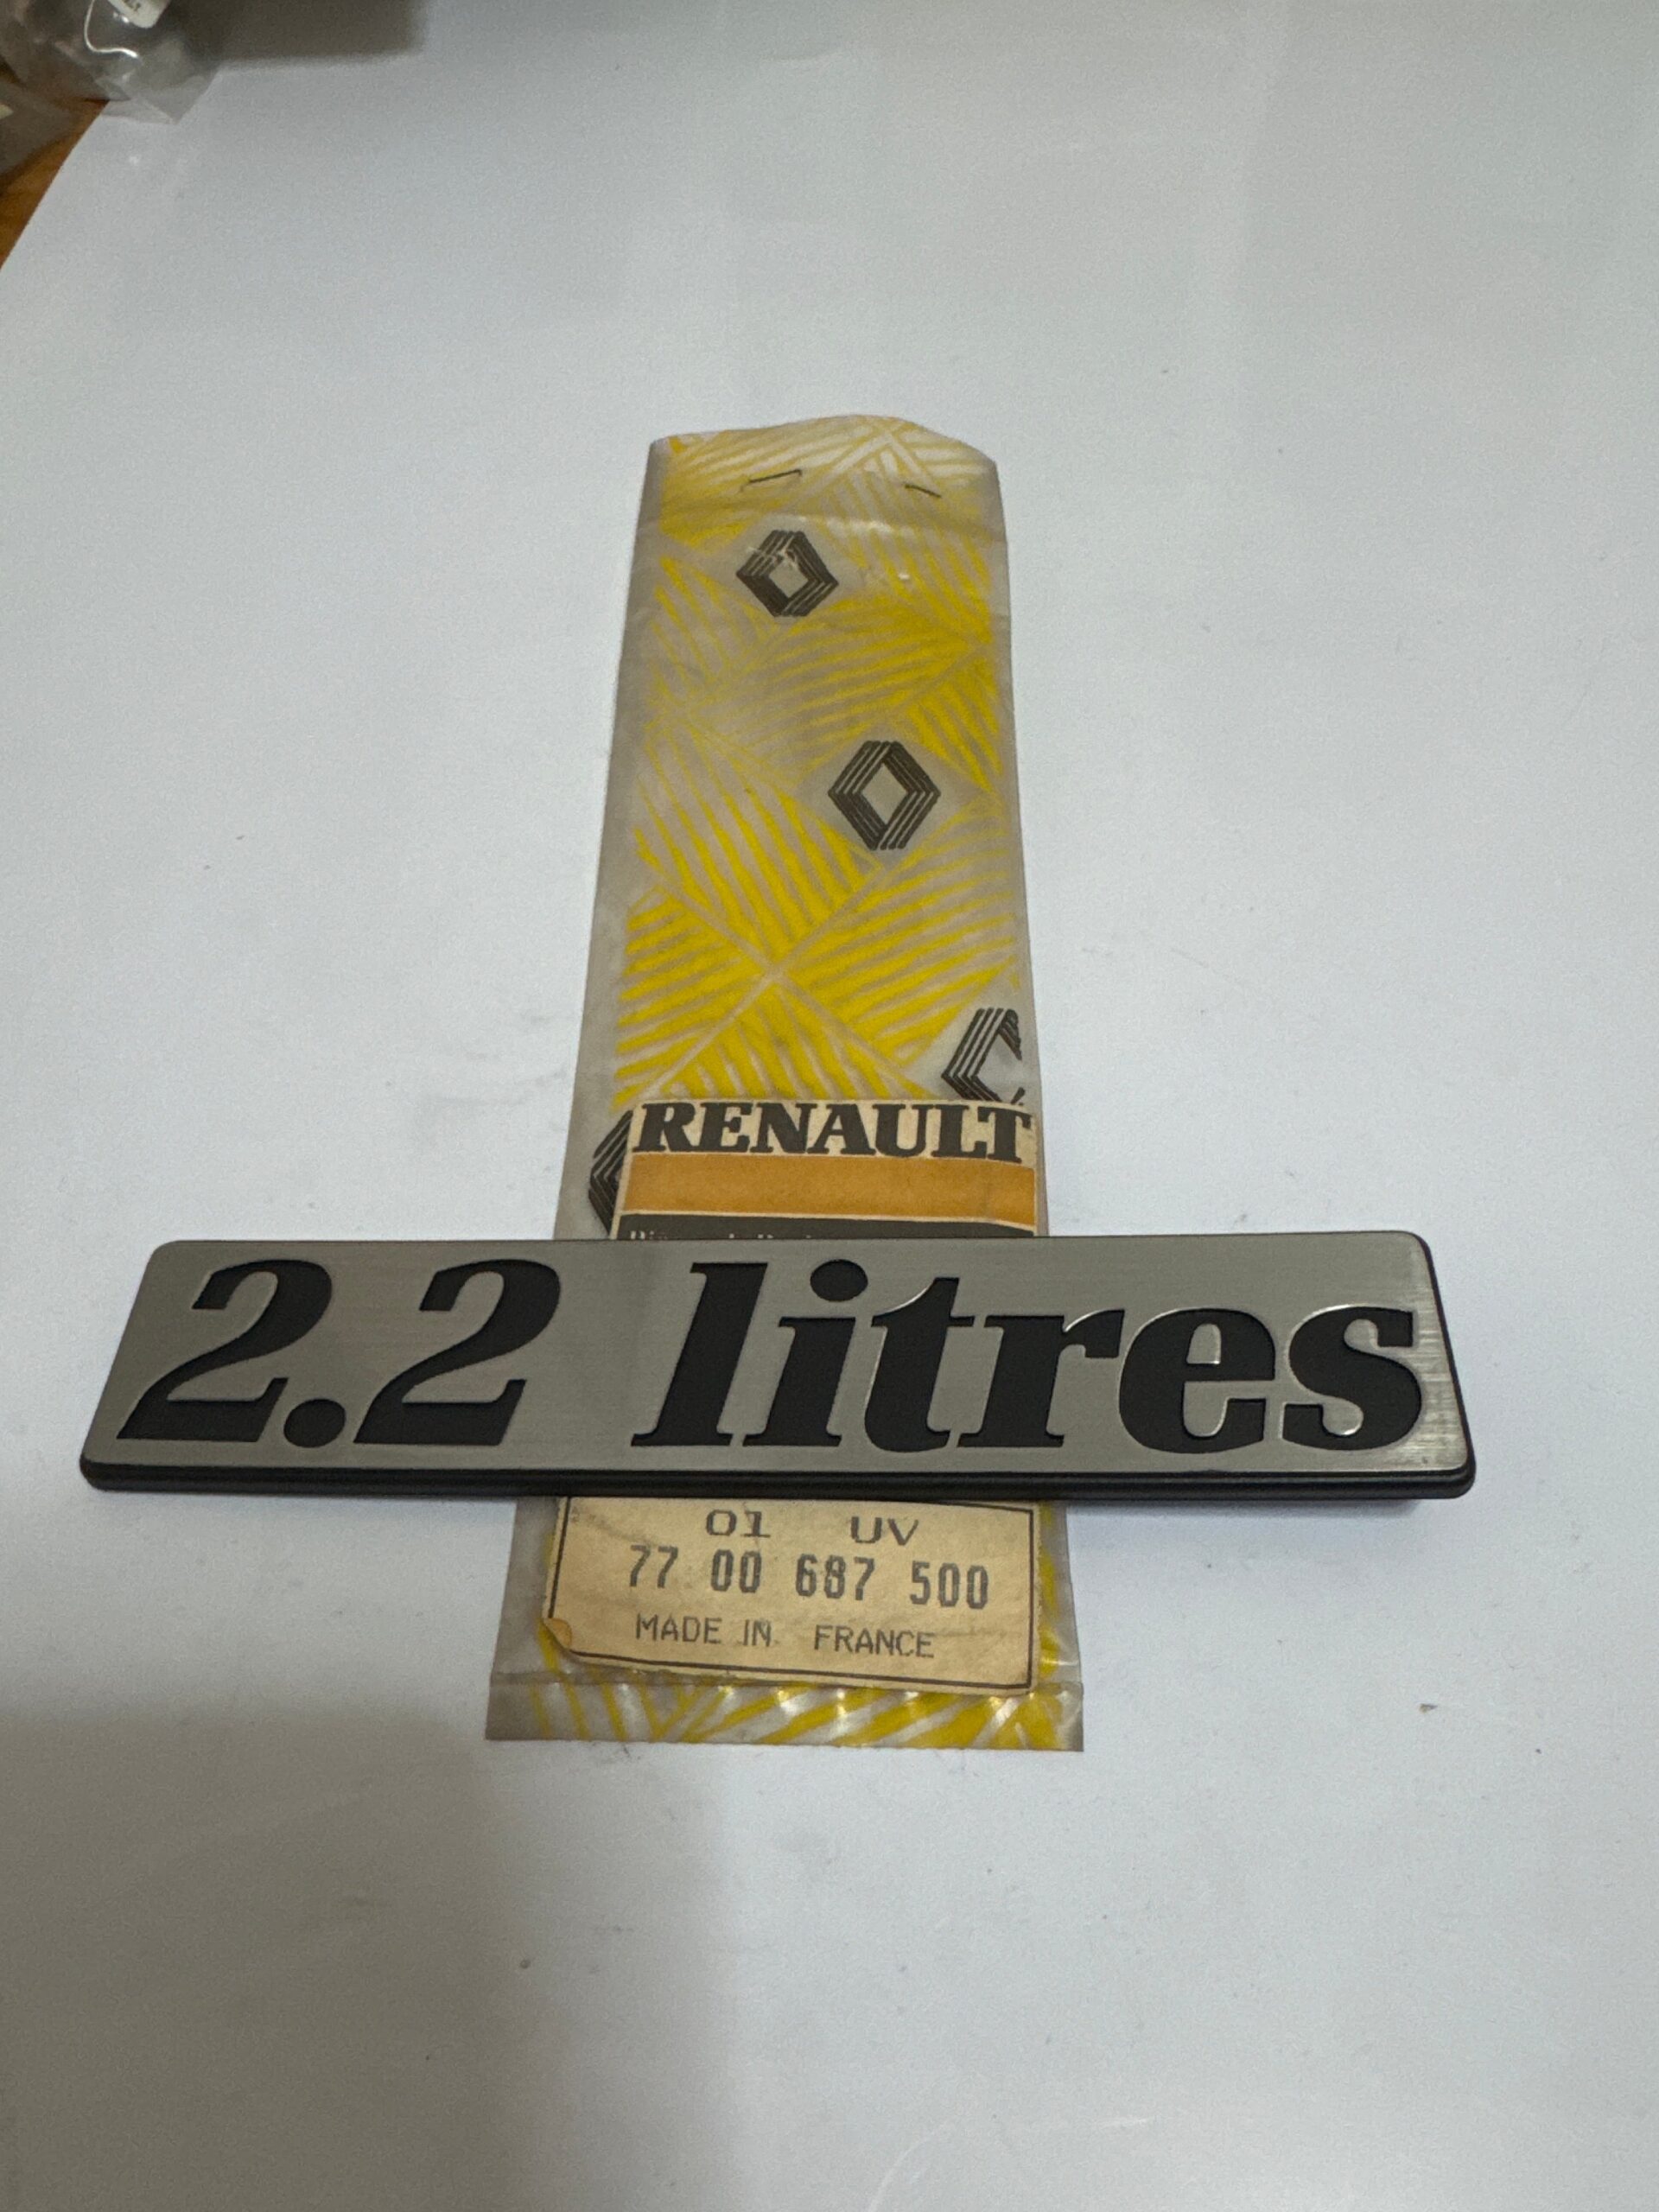 RENAULT
2.2 litres
01 UV
77 00 687 500
MADE IN FRANCE